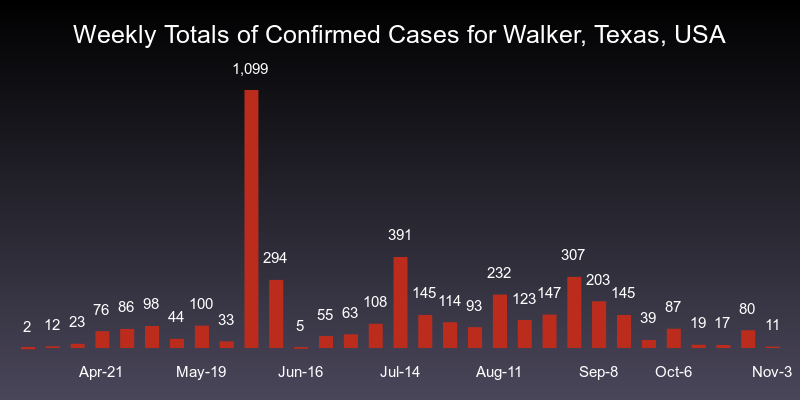 Weekly Totals of Confirmed Cases for Walker, Texas, USA
2 12 23 76 86 98 44 100 33 1,099 294 5 55 63 108 391 145 114 93 232 123 147 307 203 145 39 87 19 17 80 11
Apr-21 May-19 Jun-16 Jul-14 Aug-11 Sep-8 Oct-6 Nov-3